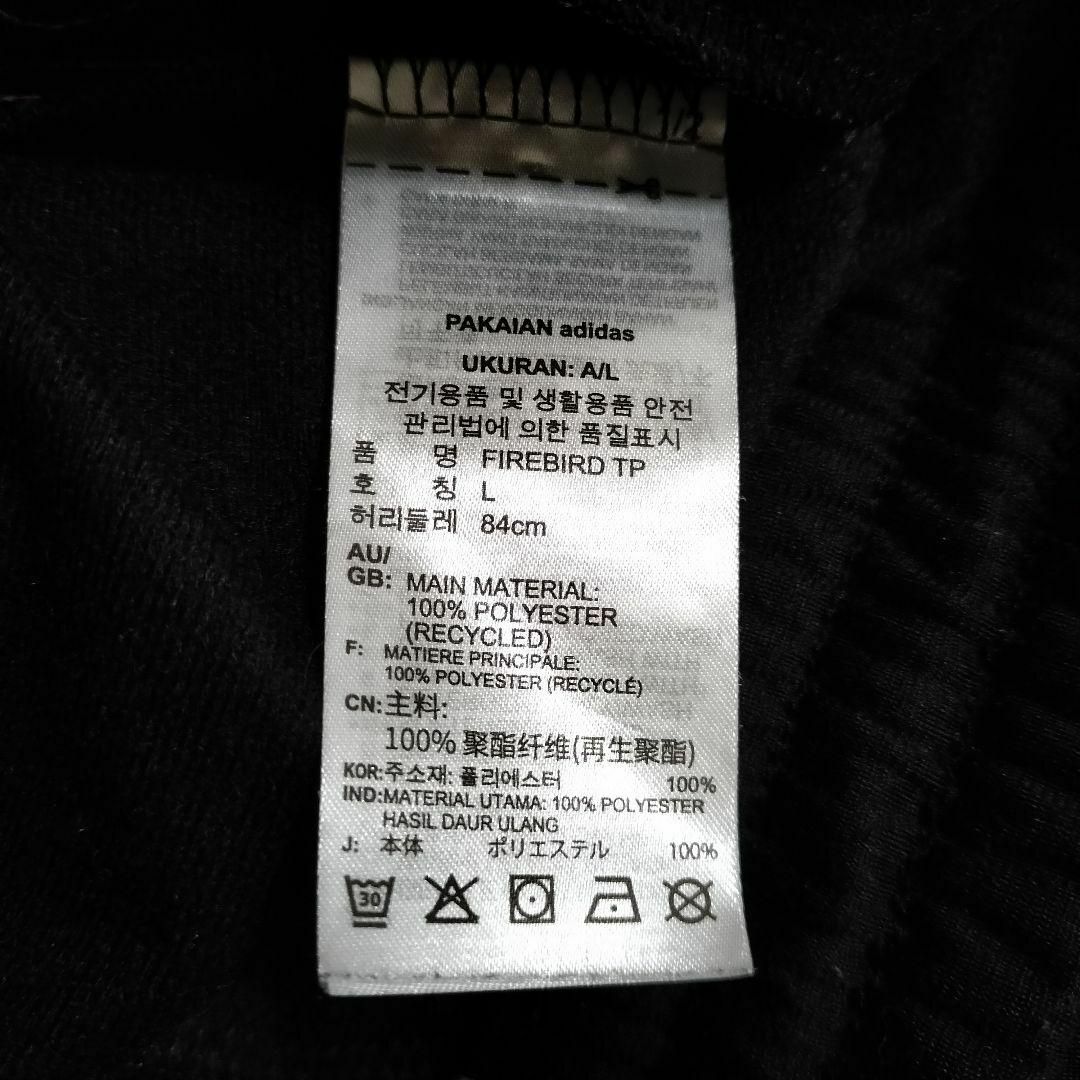 1/2
PAKAIAN adidas
UKURAN: A/L
전기용품 및 생활용품 안전
관리법에 의한 품질표시
품 명 FIREBIRD TP
호 칭 L
허리둘레 84cm
AU/
GB: MAIN MATERIAL:
100% POLYESTER
(RECYCLED)
F: MATIERE PRINCIPALE:
100% POLYESTER (RECYCLÉ)
CN:主料:
100% 聚酯纤维(再生聚酯)
KOR:주소재: 폴리에스터 100%
IND:MATERIAL UTAMA: 100% POLYESTER
HASIL DAUR ULANG
J: 本体 ポリエステル 100%
30